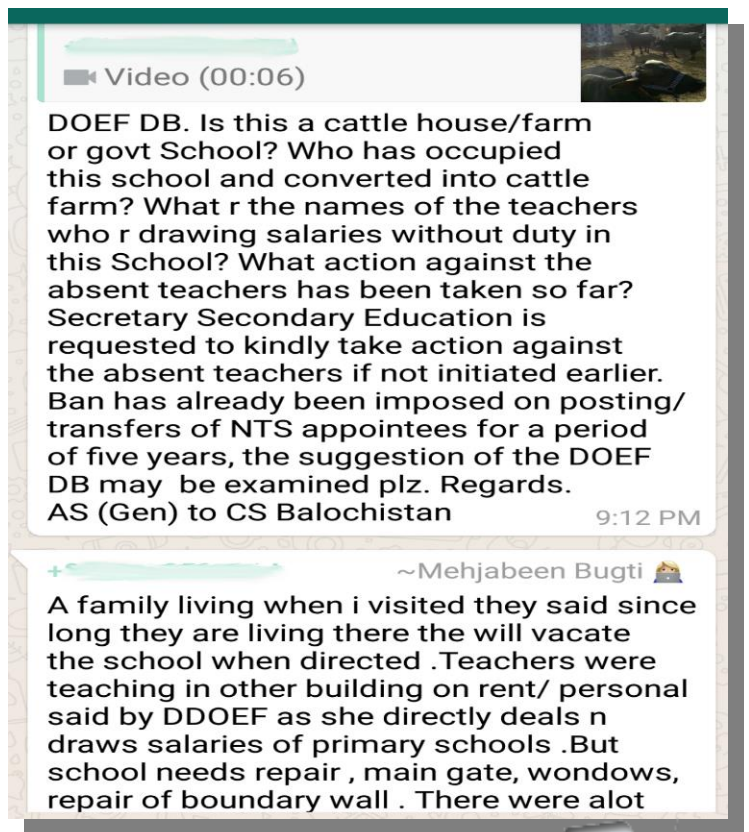 Video (00:06)
DOEF DB. Is this a cattle house/farm
or govt School? Who has occupied
this school and converted into cattle
farm? What r the names of the teachers
who r drawing salaries without duty in
this School? What action against the
absent teachers has been taken so far?
Secretary Secondary Education is
requested to kindly take action against
the absent teachers if not initiated earlier.
Ban has already been imposed on posting/
transfers of NTS appointees for a period
of five years, the suggestion of the DOEF
DB may  be examined plz. Regards.
AS (Gen) to CS Balochistan
9:12 PM
+
~Mehjabeen Bugti 👩🏼‍💻
A family living when i visited they said since
long they are living there the will vacate
the school when directed .Teachers were
teaching in other building on rent/ personal
said by DDOEF as she directly deals n
draws salaries of primary schools .But
school needs repair , main gate, wondows,
repair of boundary wall . There were alot